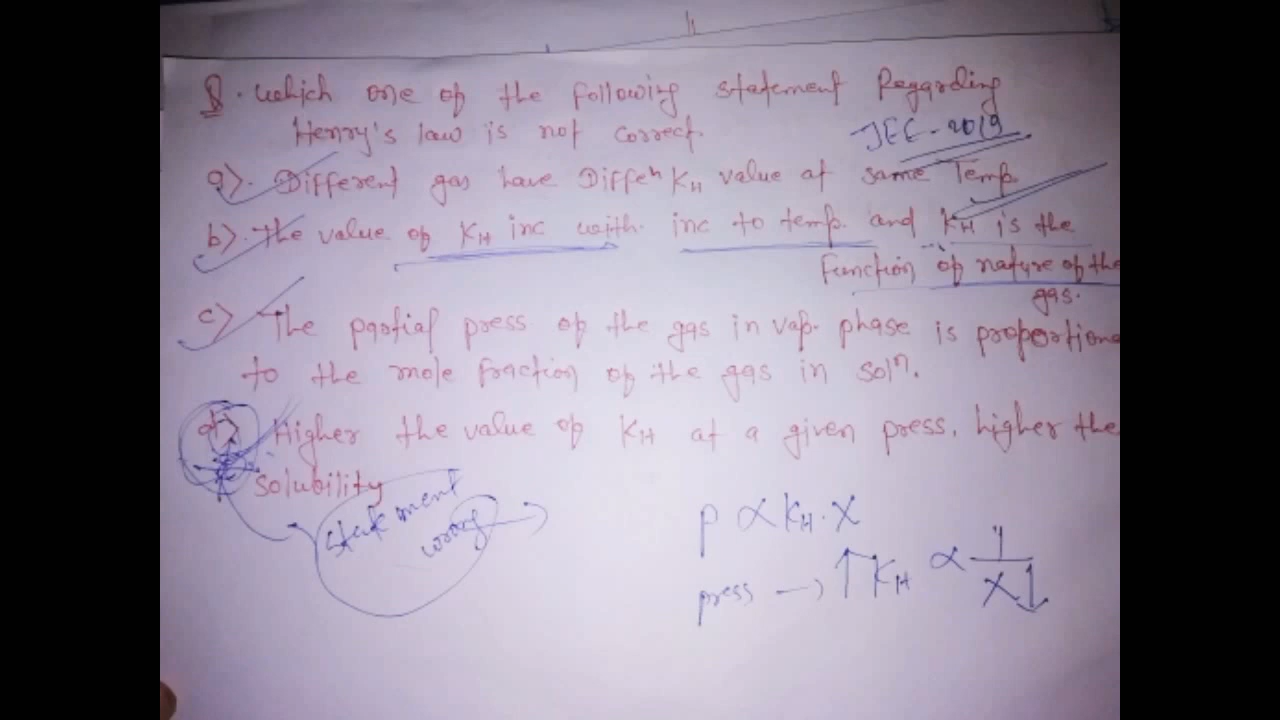 Q. which one of the following statement Regarding
Henry's law is not correct.
JEE-2019
a). Different gas have Diffeⁿ KH value at same Temp
b). The value of KH inc with inc to temp. and KH is the
function of nature of the
gas.
c) The partial press of the gas in vap. phase is proportiona
to the mole fraction of the gas in solⁿ.
d) Higher the value of KH at a given press, higher the
solubility
statement
wrong
p ∝ KH . X
press → ↑ KH ∝ 1/X ↓